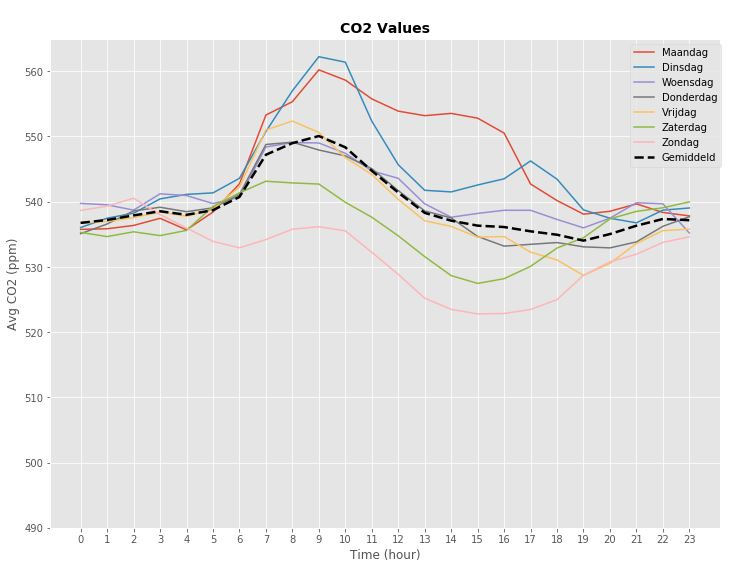 CO2 Values
Avg CO2 (ppm)
560
550
540
530
520
510
500
490
Maandag
Dinsdag
Woensdag
Donderdag
Vrijdag
Zaterdag
Zondag
Gemiddeld
0 1 2 3 4 5 6 7 8 9 10 11 12 13 14 15 16 17 18 19 20 21 22 23
Time (hour)